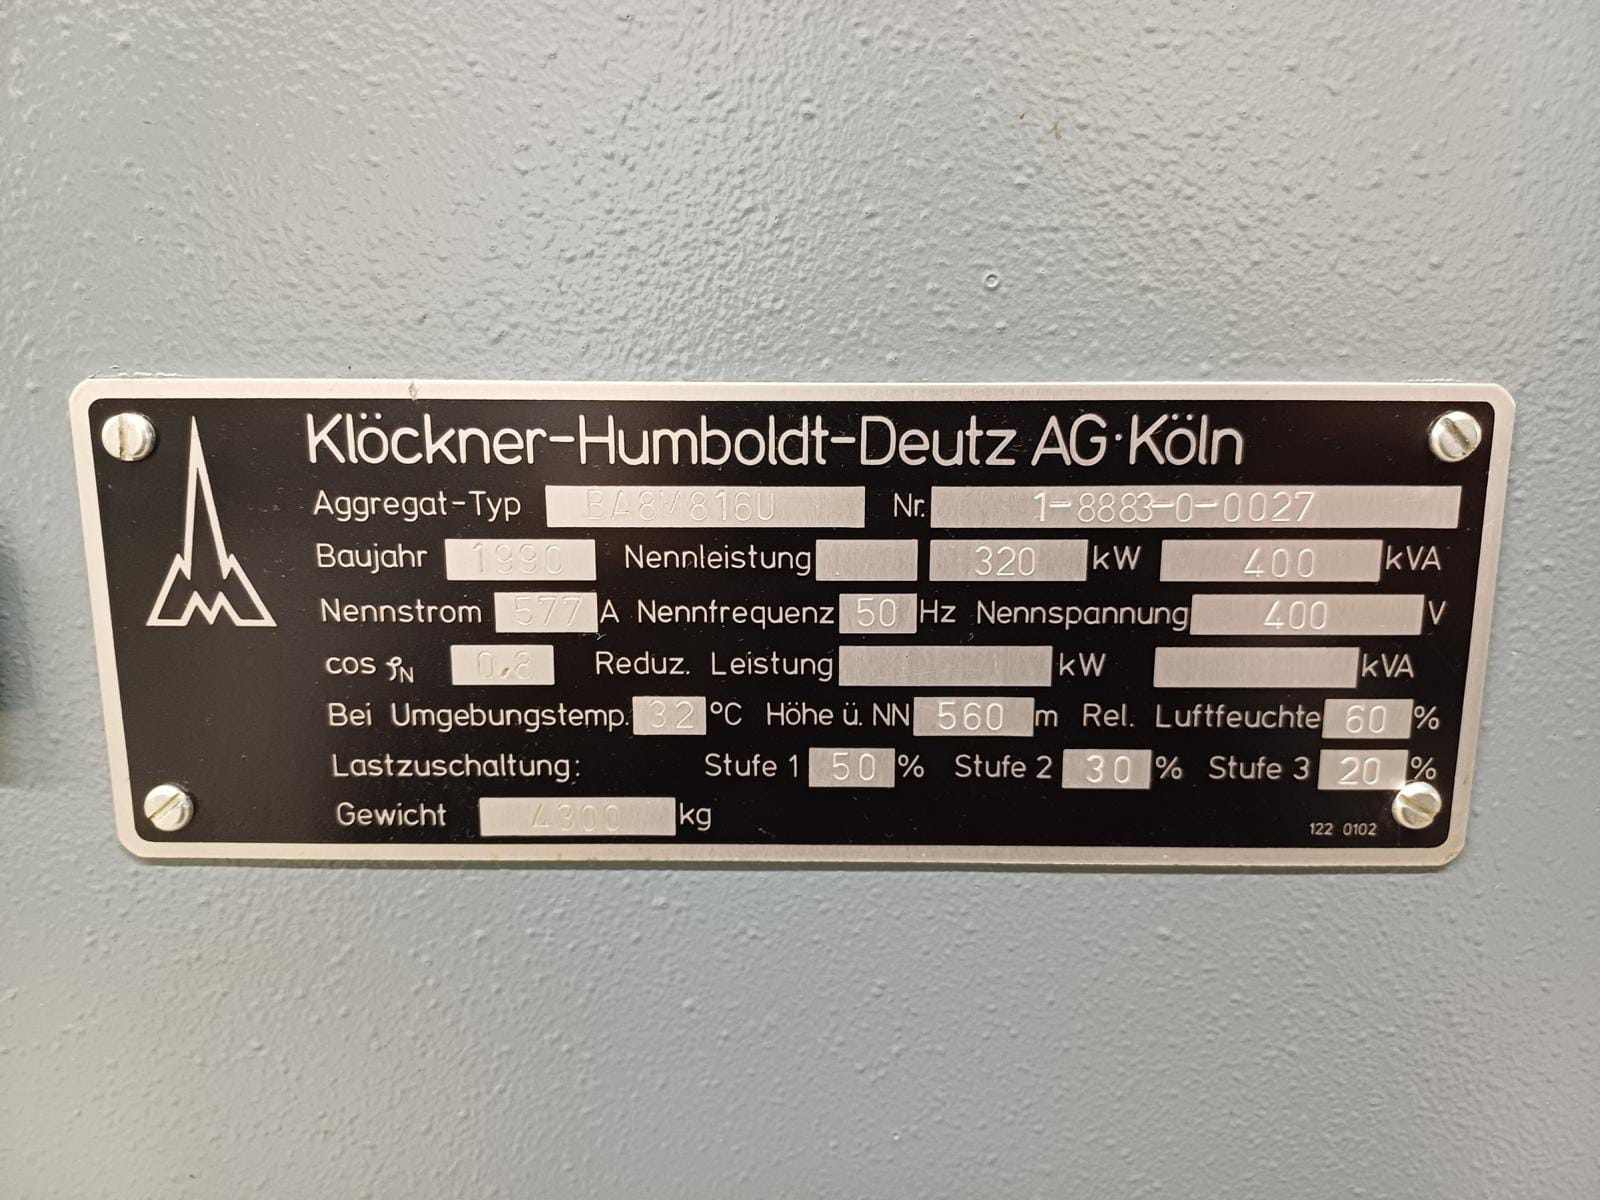 Klöckner-Humboldt-Deutz AG·Köln
Aggregat-Typ BA8M816U Nr. 1-8883-0-0027
Baujahr 1990 Nennleistung 320 kW 400 kVA
Nennstrom 577 A Nennfrequenz 50 Hz Nennspannung 400 V
cos φN 0,8 Reduz. Leistung kW kVA
Bei Umgebungstemp. 32 °C Höhe ü. NN 560 m Rel. Luftfeuchte 60 %
Lastzuschaltung: Stufe 1 50 % Stufe 2 30 % Stufe 3 20 %
Gewicht 4300 kg
122 0102